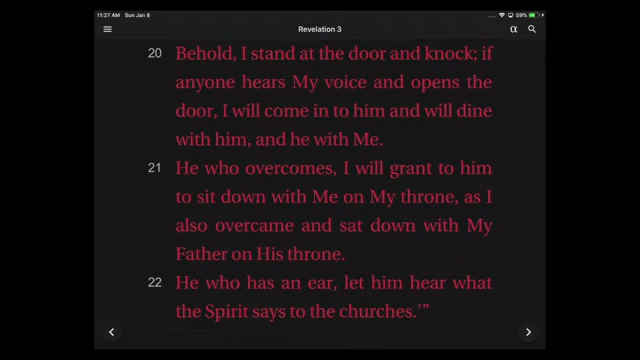 11:27 AM Sun Jan 8
59%
Revelation 3
α
20 Behold, I stand at the door and knock; if
anyone hears My voice and opens the
door, I will come in to him and will dine
with him, and he with Me.
21 He who overcomes, I will grant to him
to sit down with Me on My throne, as I
also overcame and sat down with My
Father on His throne.
22 He who has an ear, let him hear what
the Spirit says to the churches.’”